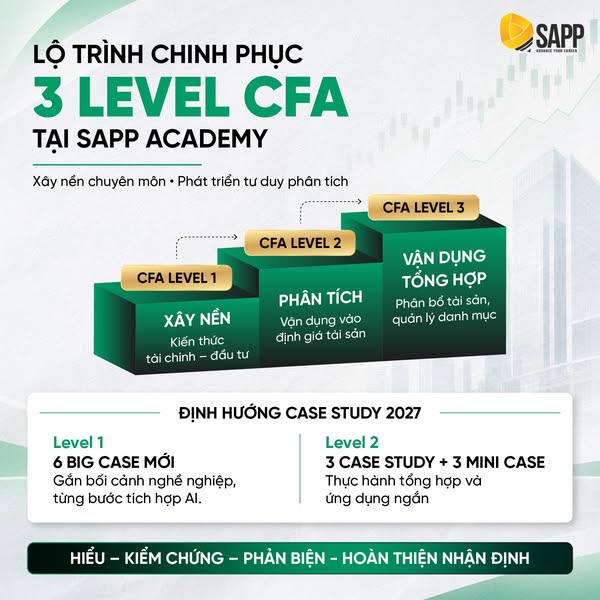 SAPP
ADVANCE YOUR CAREER
LỘ TRÌNH CHINH PHỤC
3 LEVEL CFA
TẠI SAPP ACADEMY
Xây nền chuyên môn • Phát triển tư duy phân tích
CFA LEVEL 1
XÂY NỀN
Kiến thức
tài chính – đầu tư
CFA LEVEL 2
PHÂN TÍCH
Vận dụng vào
định giá tài sản
CFA LEVEL 3
VẬN DỤNG
TỔNG HỢP
Phân bổ tài sản,
quản lý danh mục
ĐỊNH HƯỚNG CASE STUDY 2027
Level 1
6 BIG CASE MỚI
Gắn bối cảnh nghề nghiệp,
từng bước tích hợp AI.
Level 2
3 CASE STUDY + 3 MINI CASE
Thực hành tổng hợp và
ứng dụng ngắn
HIỂU – KIỂM CHỨNG – PHẢN BIỆN - HOÀN THIỆN NHẬN ĐỊNH